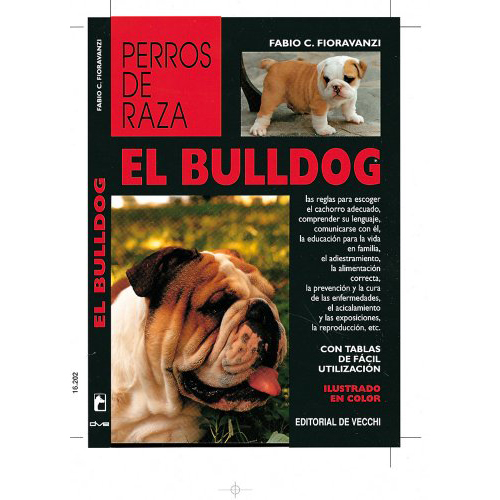 FABIO C. FIORAVANZI
PERROS
DE
RAZA
EL BULLDOG
las reglas para escoger
el cachorro adecuado,
comprender su lenguaje,
comunicarse con él,
la educación para la vida
en familia,
el adiestramiento,
la alimentación
correcta,
la prevención y la cura
de las enfermedades,
el acicalamiento
y las exposiciones,
la reproducción, etc.
CON TABLAS
DE FÁCIL
UTILIZACIÓN
ILUSTRADO
EN COLOR
EDITORIAL DE VECCHI
FABIO C. FIORAVANZI
EL BULLDOG
dve
16.202